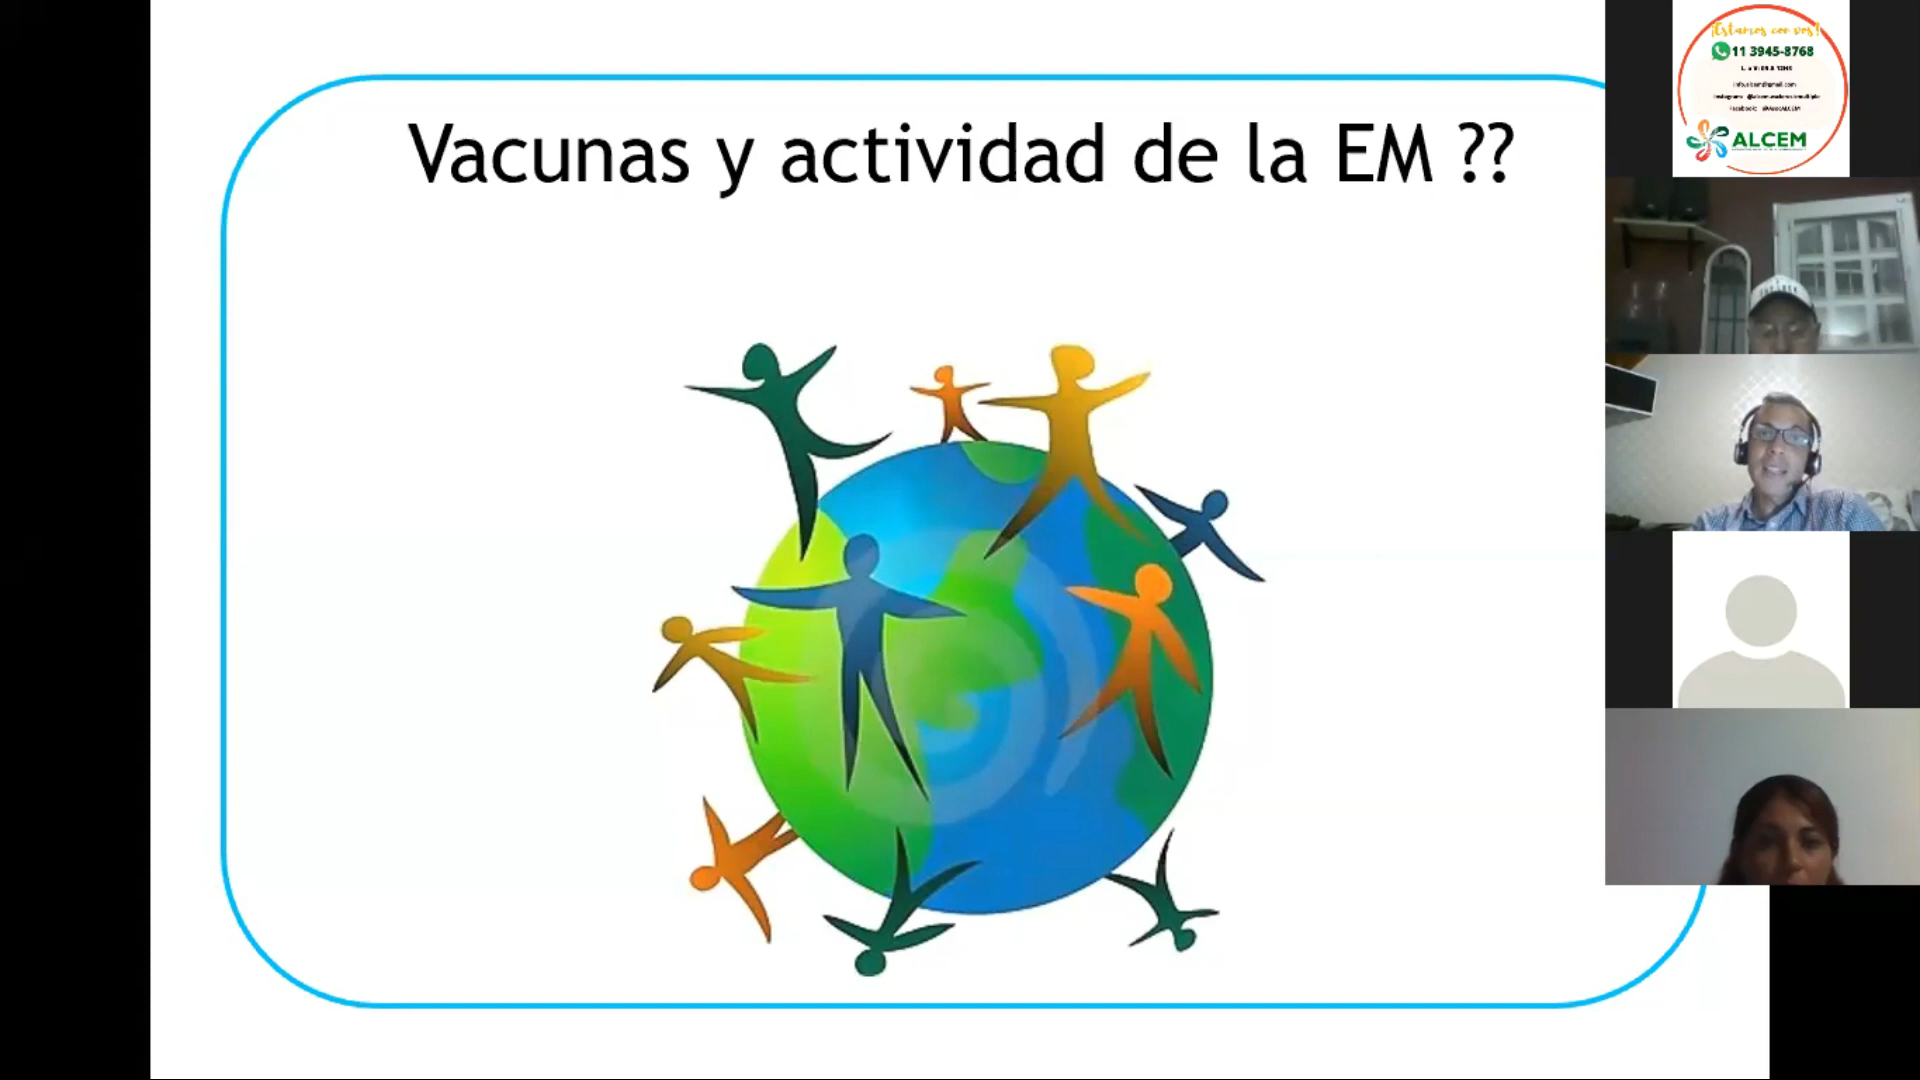 Vacunas y actividad de la EM ??
¡Estamos con vos!
11 3945-8768
ALCEM